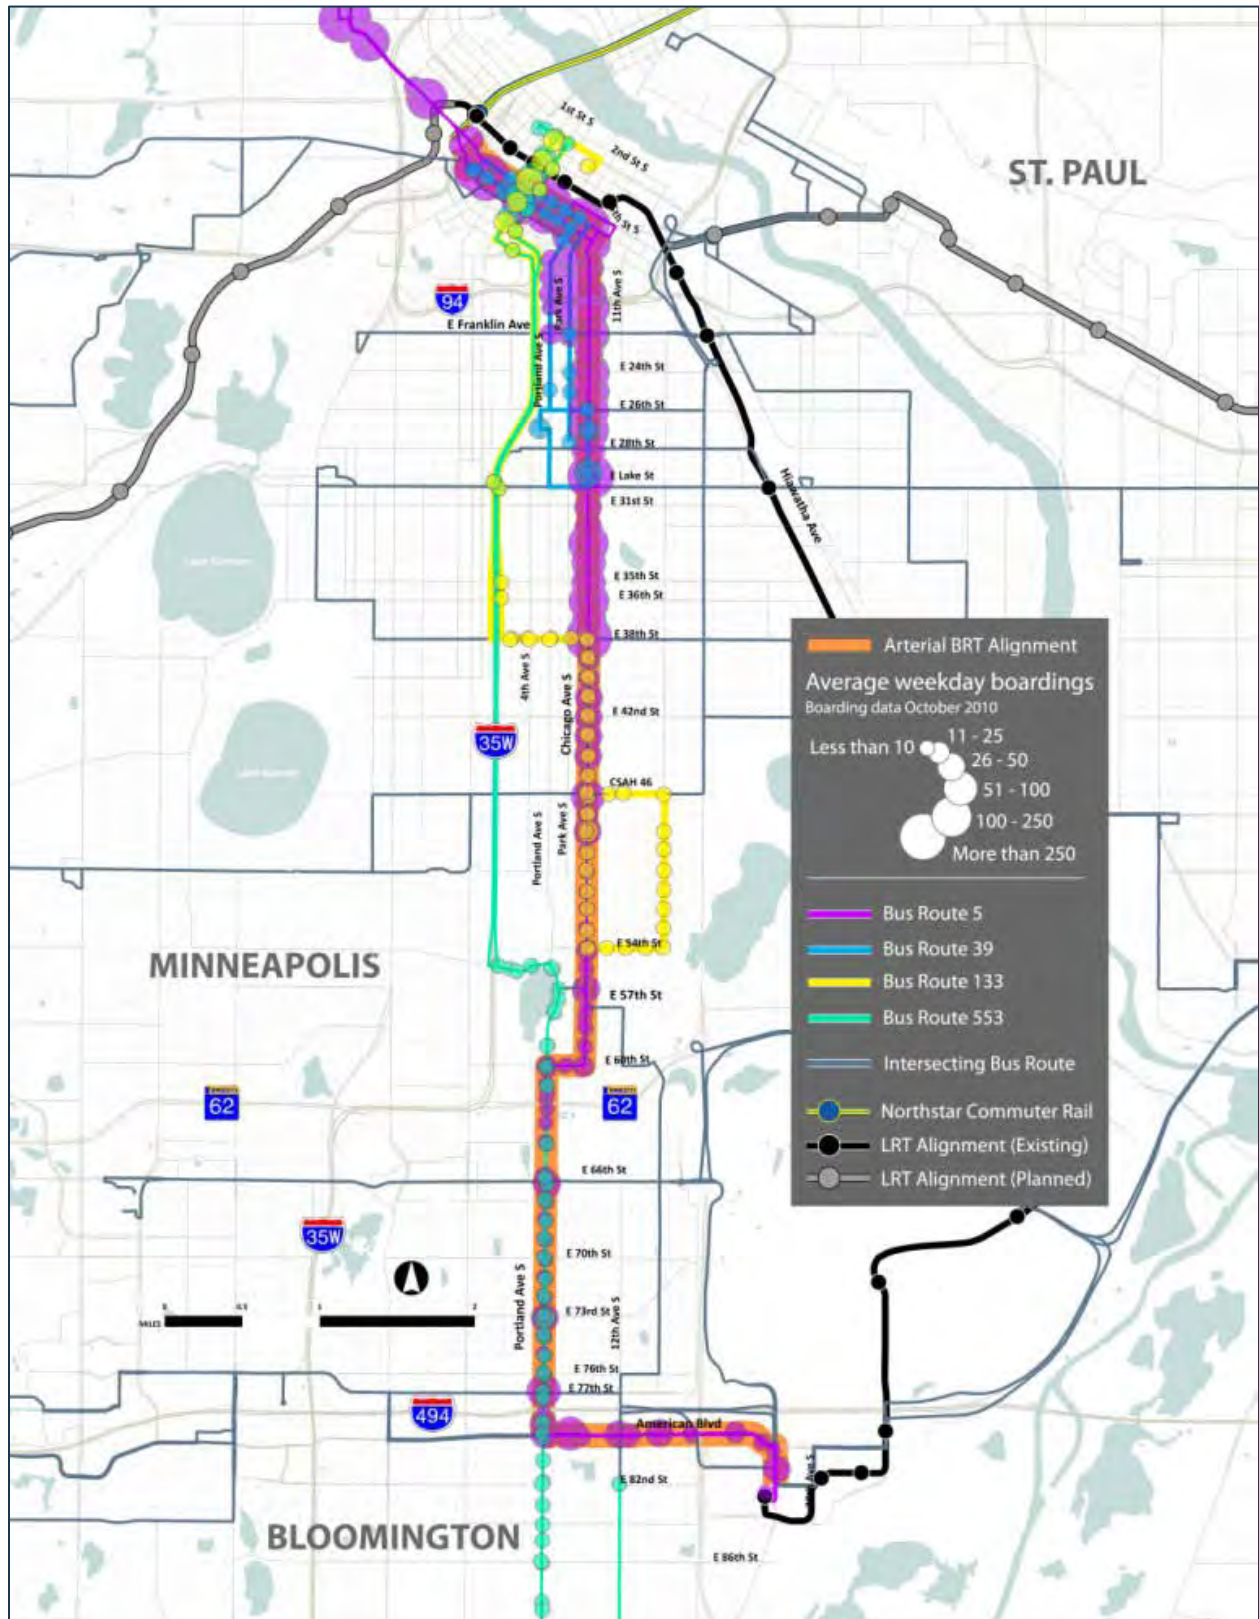 1st St S
2nd St S
ST. PAUL
11th Ave S
94
Park Ave S
E Franklin Ave
Portland Ave S
E 24th St
E 26th St
E 28th St
E Lake St
E 31st St
Hiawatha Ave
E 35th St
E 36th St
E 38th St
4th Ave S
Chicago Ave S
E 42nd St
35W
CSAH 46
Portland Ave S
Park Ave S
E 54th St
MINNEAPOLIS
E 57th St
E 60th St
62
62
E 66th St
35W
E 70th St
Portland Ave S
E 73rd St
12th Ave S
MILES
0 0.5 1 2
E 76th St
E 77th St
494
American Blvd
E 82nd St
BLOOMINGTON
E 86th St
Arterial BRT Alignment
Average weekday boardings
Boarding data October 2010
Less than 10
11 - 25
26 - 50
51 - 100
100 - 250
More than 250
Bus Route 5
Bus Route 39
Bus Route 133
Bus Route 553
Intersecting Bus Route
Northstar Commuter Rail
LRT Alignment (Existing)
LRT Alignment (Planned)